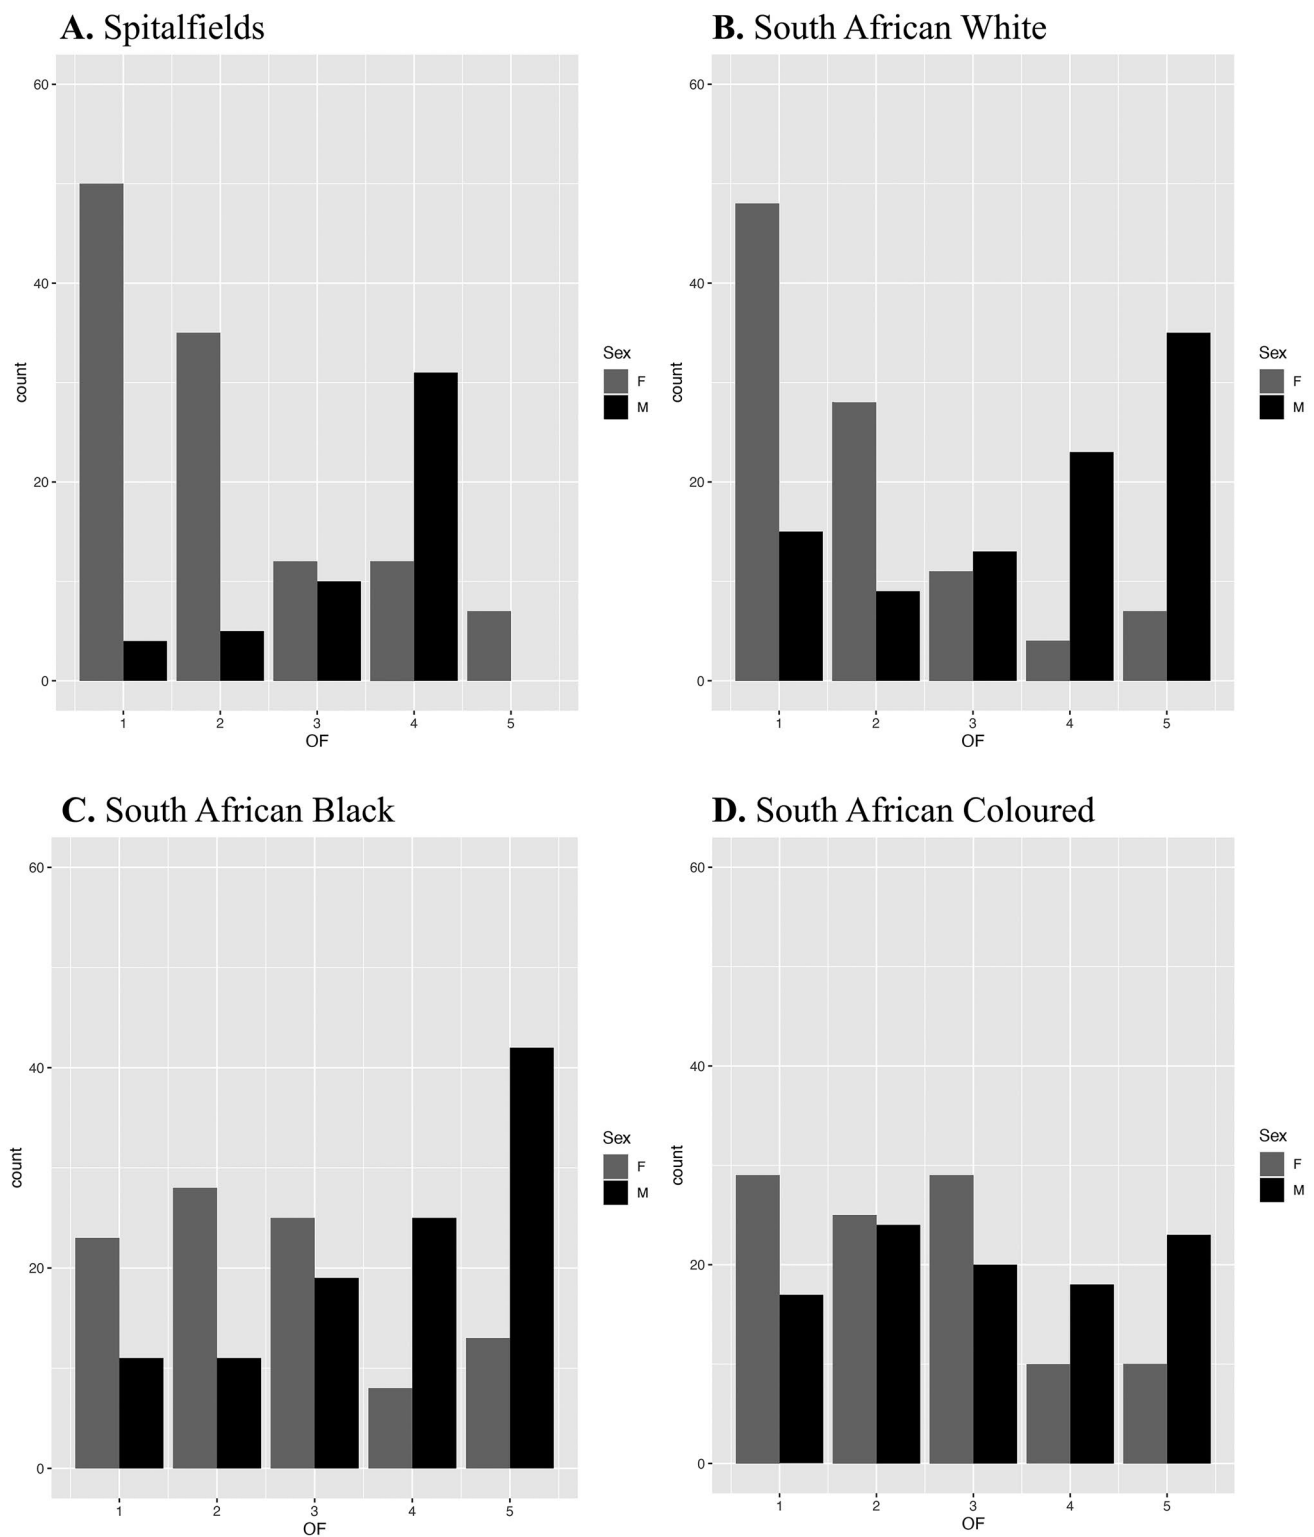 A. Spitalfields
60
40
20
0
count
1 2 3 4 5
OF
Sex
F
M
B. South African White
60
40
20
0
count
1 2 3 4 5
OF
Sex
F
M
C. South African Black
60
40
20
0
count
1 2 3 4 5
OF
Sex
F
M
D. South African Coloured
60
40
20
0
count
1 2 3 4 5
OF
Sex
F
M